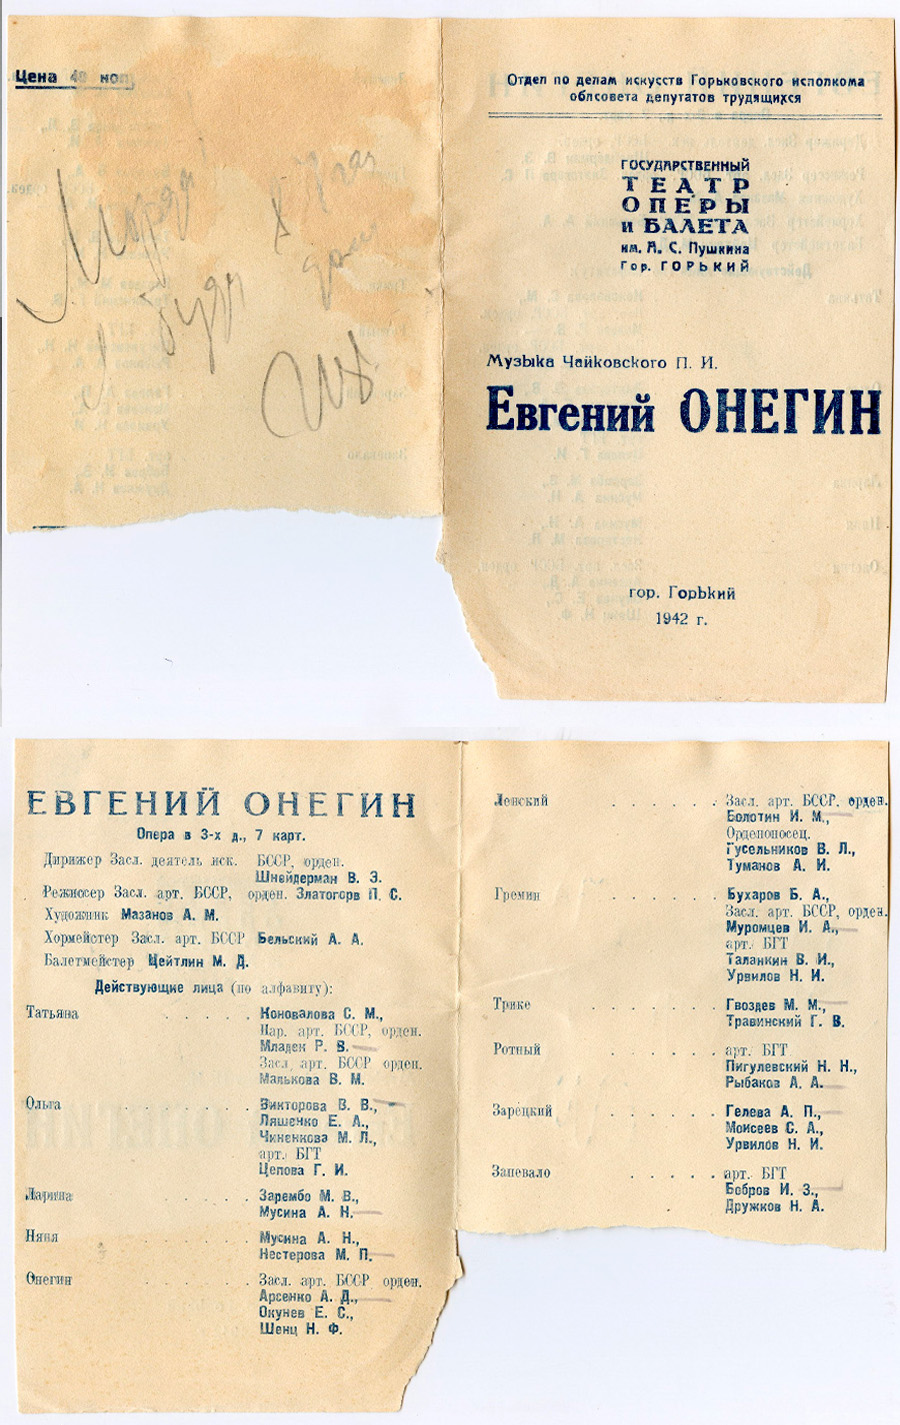 Цена 40 коп.
в 8 час
буду дома
Отдел по делам искусств Горьковского исполкома
облсовета депутатов трудящихся
ГОСУДАРСТВЕННЫЙ
ТЕАТР
ОПЕРЫ
И БАЛЕТА
им. А. С. Пушкина
Гор. ГОРЬКИЙ
Музыка Чайковского П. И.
Евгений ОНЕГИН
гор. Горький
1942 г.
ЕВГЕНИЙ ОНЕГИН
Опера в 3-х д., 7 карт.
Дирижер Засл. деятель иск. БССР, орден.
Шнейдерман В. Э.
Режиссер Засл. арт. БССР, орден. Златогорв П. С.
Художник Мазанов А. М.
Хормейстер Засл. арт. БССР Бельский А. А.
Балетмейстер Цейтлин М. Д.
Действующие лица (по алфавиту):
Татьяна . . . . . Коновалова С. М.,
Нар. арт. БССР, орден.
Младек Р. В.
Засл. арт. БССР орден.
Малькова В. М.
Ольга . . . . . Викторова В. В.,
Ляшенко Е. А.,
Чиненкова М. Л.,
арт. БГТ
Цепова Г. И.
Ларина . . . . . Зарембо М. В.,
Мусина А. Н.
Няня . . . . . Мусина А. Н.,
Нестерова М. П.
Онегин . . . . . Засл. арт. БССР орден.
Арсенко А. Д.,
Окунев Е. С.,
Шенц Н. Ф.
Ленский . . . . . . Засл. арт. БССР, орден.
Болотин И. М.,
Орденоносец.
Гусельников В. Л.,
Туманов А. И.
Гремин . . . . . . Бухаров Б. А.,
Засл. арт. БССР, орден.
Муромцев И. А.,
арт. БГТ
Таланкин В. И.,
Урвилов Н. И.
Трике . . . . . . . Гвоздев М. М.,
Травинский Г. В.
Ротный . . . . . . арт. БГТ
Пигулевский Н. Н.,
Рыбаков А. А.
Зарецкий . . . . . . Гелева А. П.,
Моисеев С. А.,
Урвилов Н. И.
Запевало . . . . . арт. БГТ
Бобров И. З.,
Дружков Н. А.